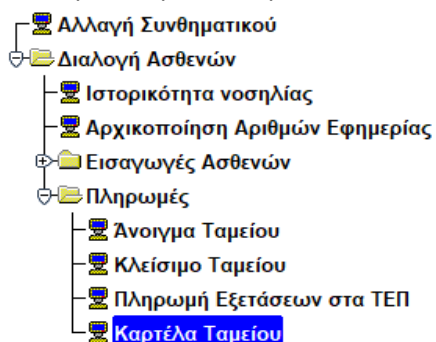 Αλλαγή Συνθηματικού
Διαλογή Ασθενών
Ιστορικότητα νοσηλίας
Αρχικοποίηση Αριθμών Εφημερίας
Εισαγωγές Ασθενών
Πληρωμές
Άνοιγμα Ταμείου
Κλείσιμο Ταμείου
Πληρωμή Εξετάσεων στα ΤΕΠ
Καρτέλα Ταμείου